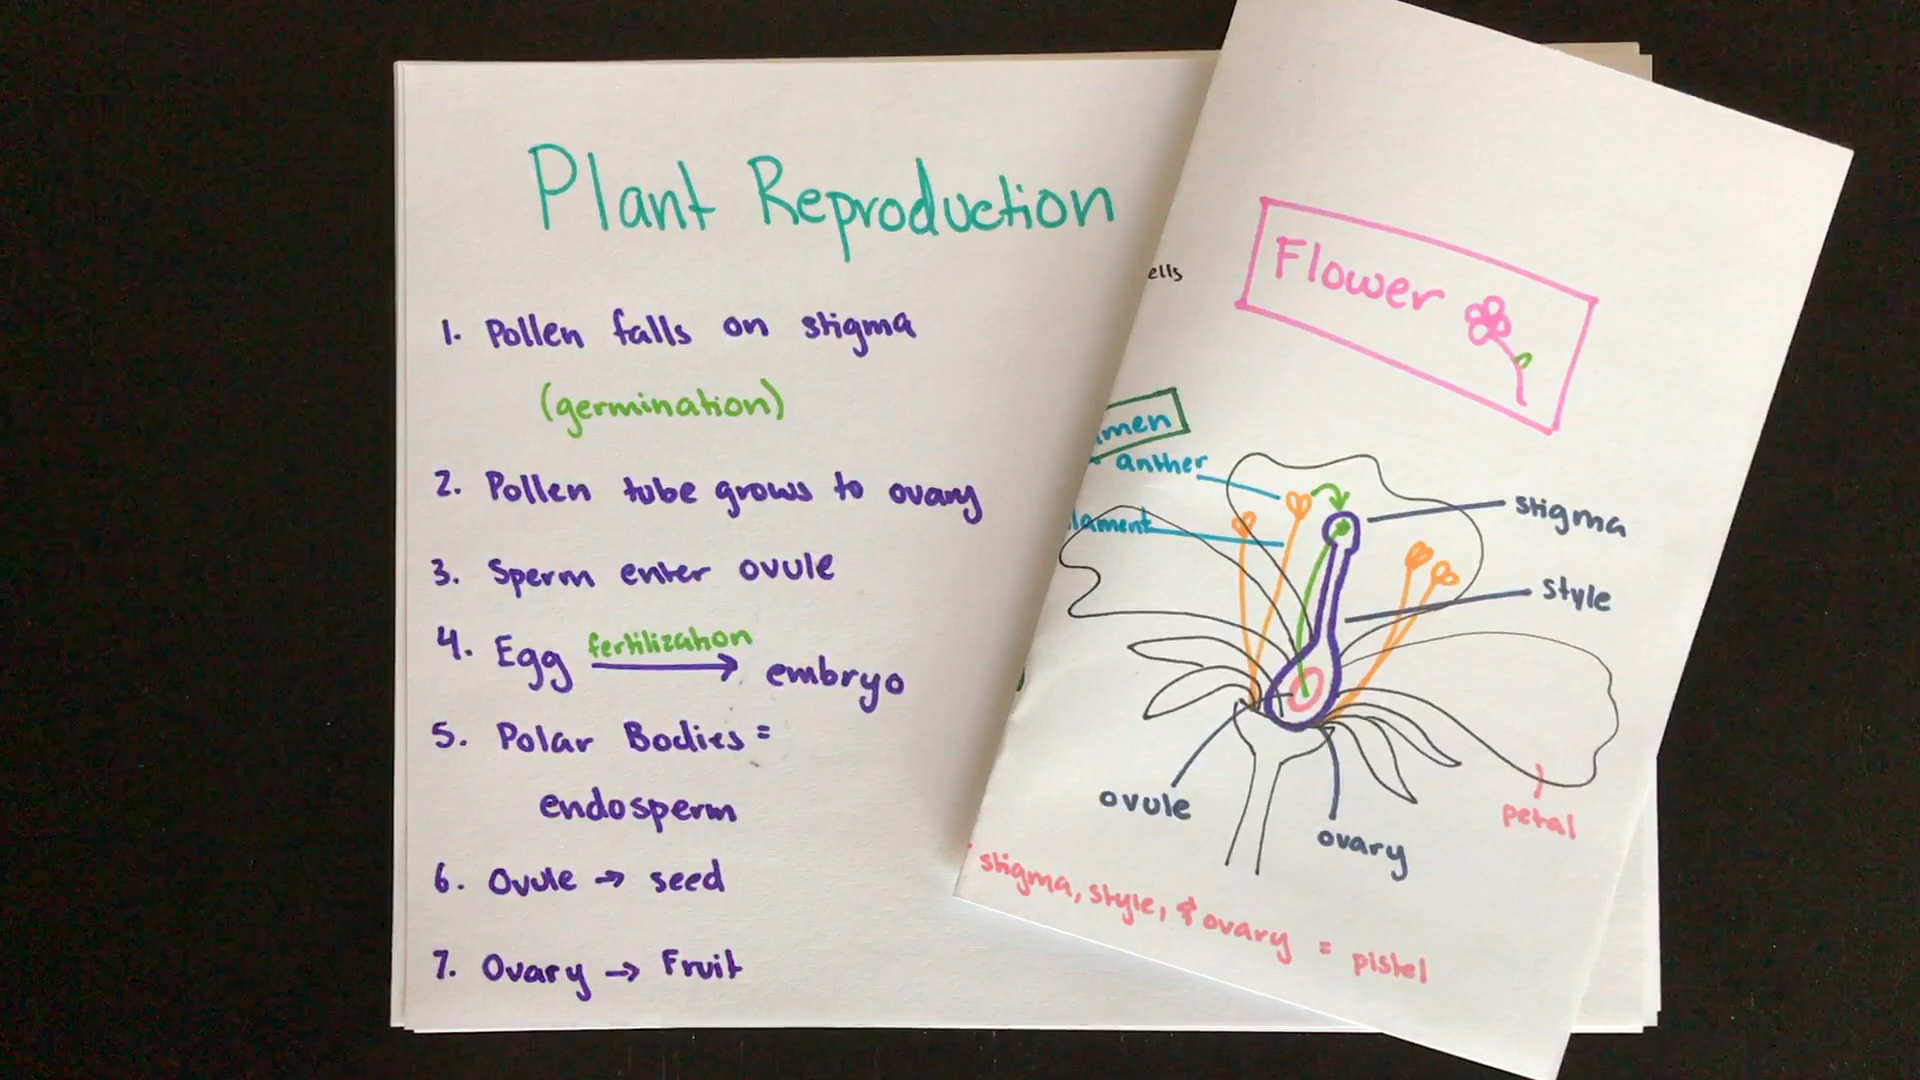 Plant Reproduction
1. Pollen falls on stigma
(germination)
2. Pollen tube grows to ovary
3. Sperm enter ovule
4. Egg fertilization → embryo
5. Polar Bodies =
endosperm
6. Ovule → seed
7. Ovary → Fruit
ells
Flower
amen
anther
stigma
lament
style
ovule
ovary
petal
stigma, style, & ovary = pistel